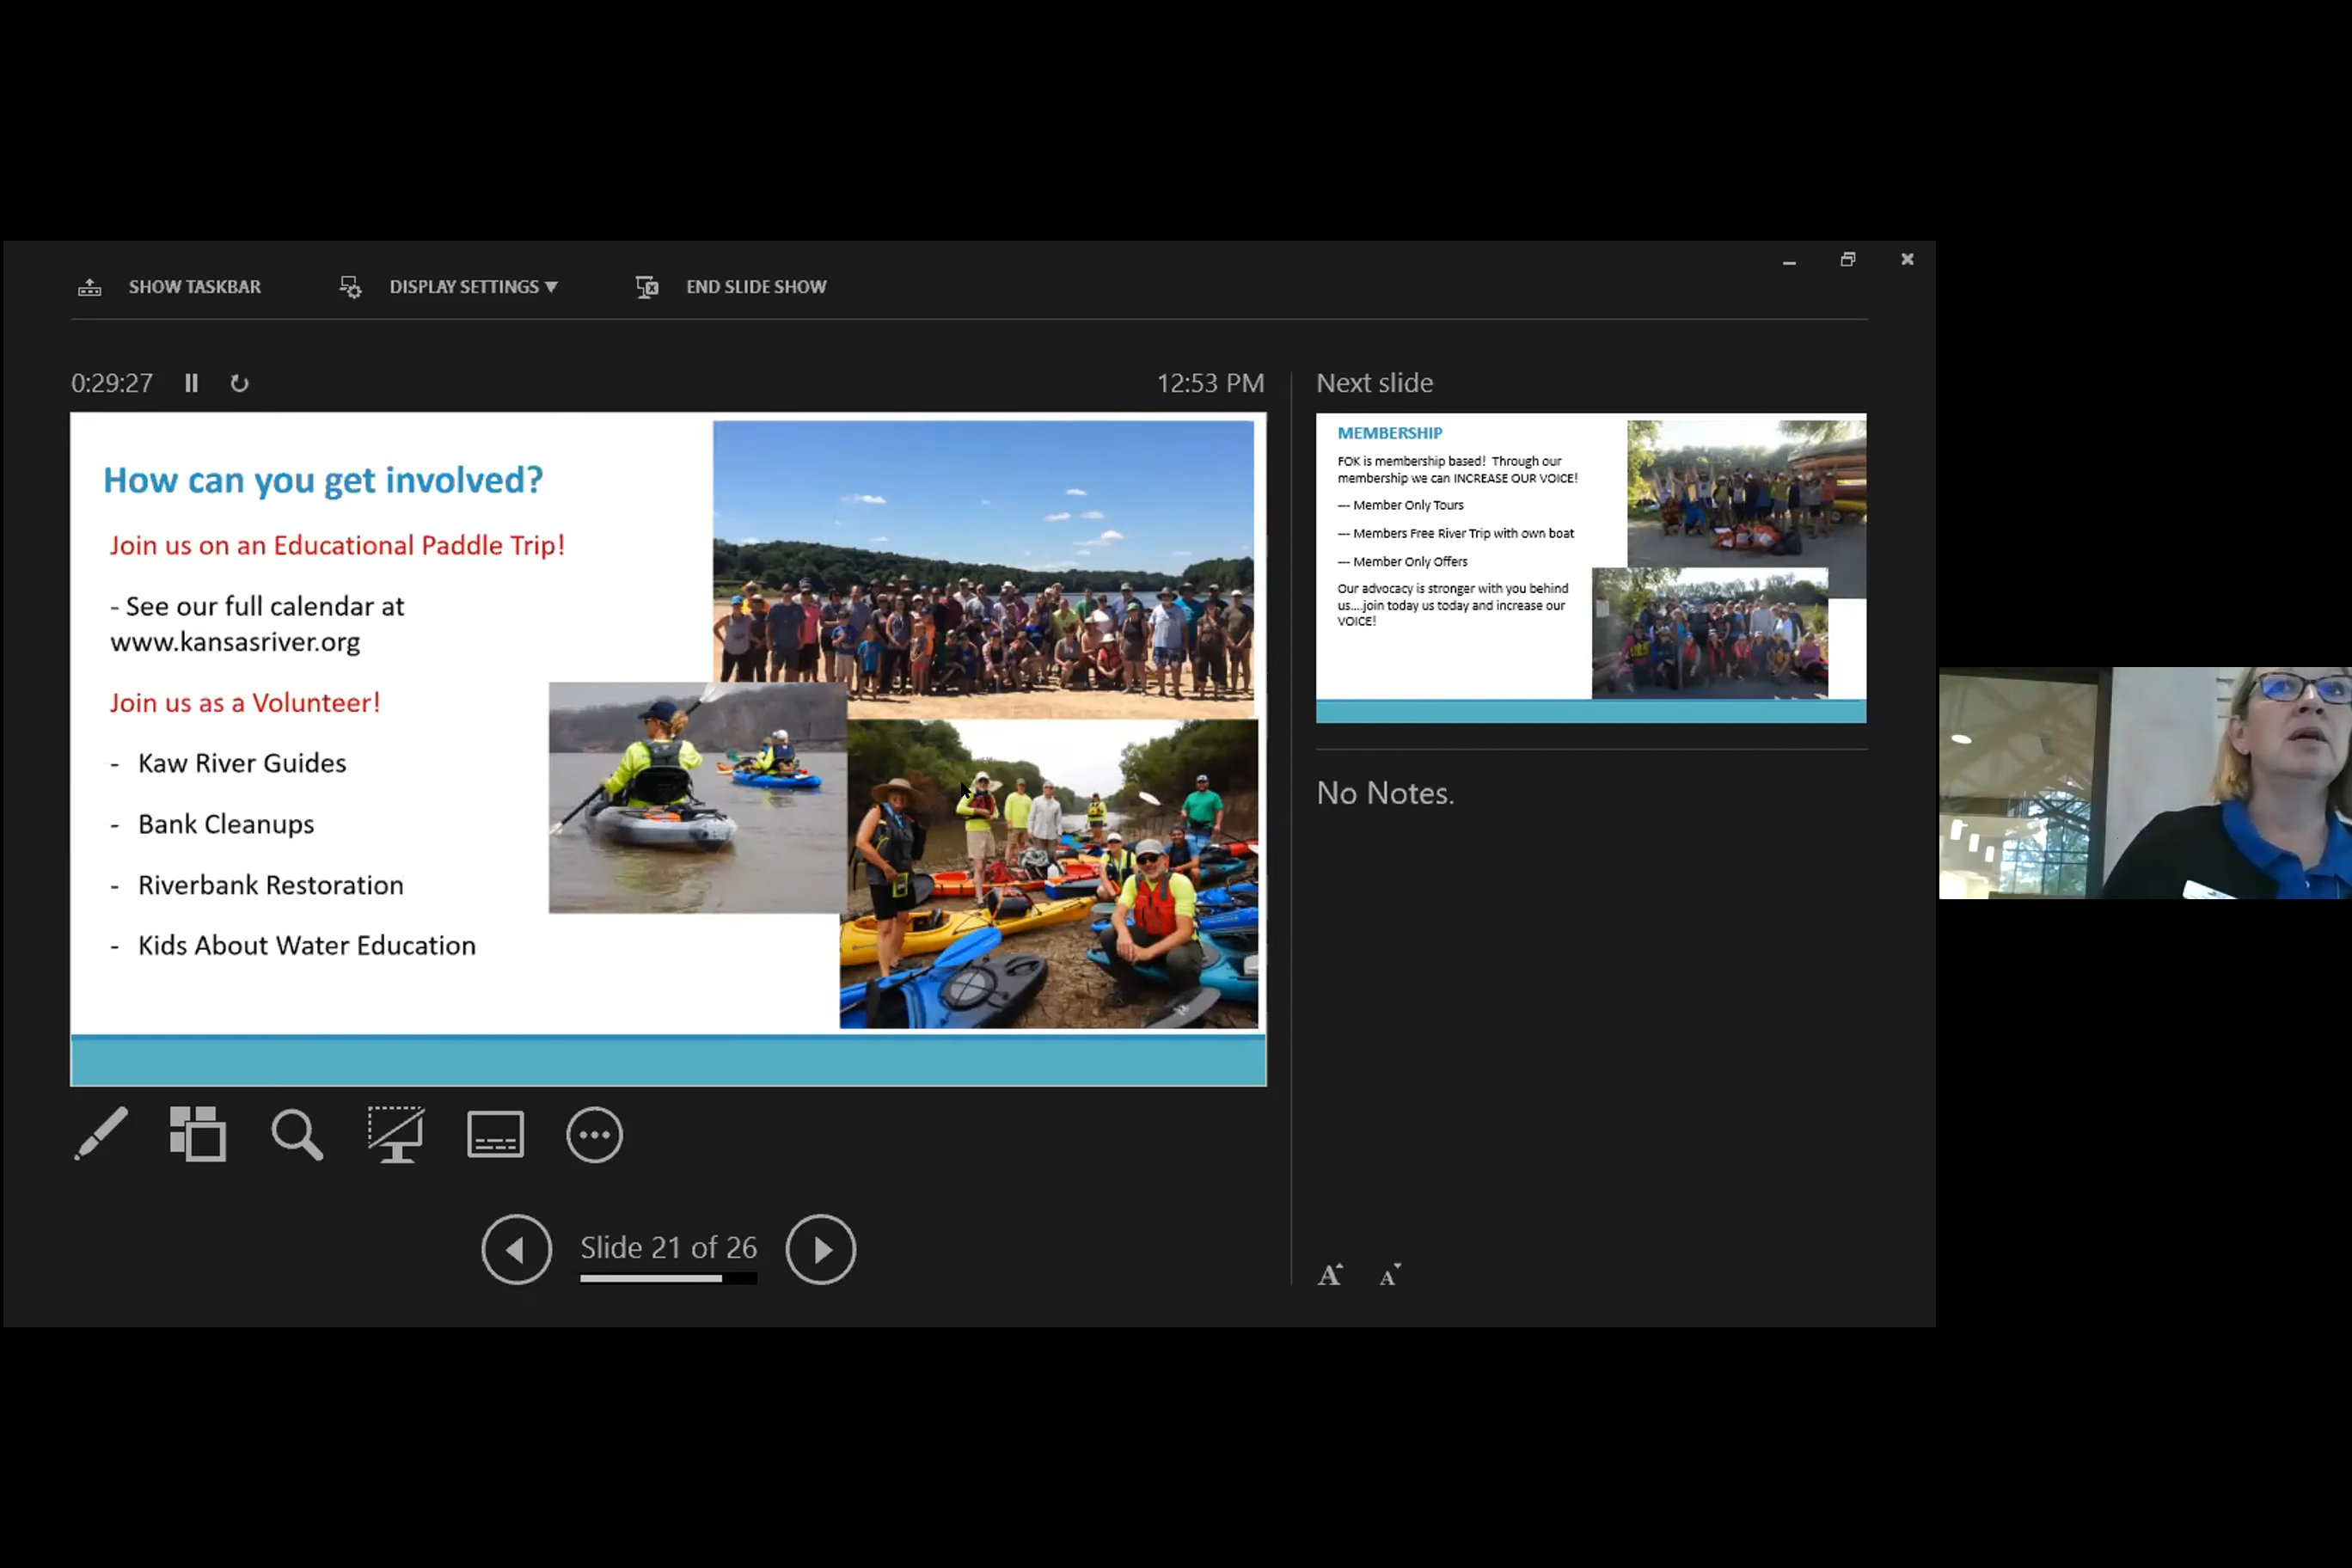 SHOW TASKBAR
DISPLAY SETTINGS ▼
END SLIDE SHOW
0:29:27
12:53 PM
How can you get involved?
Join us on an Educational Paddle Trip!
- See our full calendar at
www.kansasriver.org
Join us as a Volunteer!
- Kaw River Guides
- Bank Cleanups
- Riverbank Restoration
- Kids About Water Education
Slide 21 of 26
Next slide
MEMBERSHIP
FOK is membership based! Through our
membership we can INCREASE OUR VOICE!
--- Member Only Tours
--- Members Free River Trip with own boat
--- Member Only Offers
Our advocacy is stronger with you behind
us....join today us today and increase our
VOICE!
No Notes.
A A